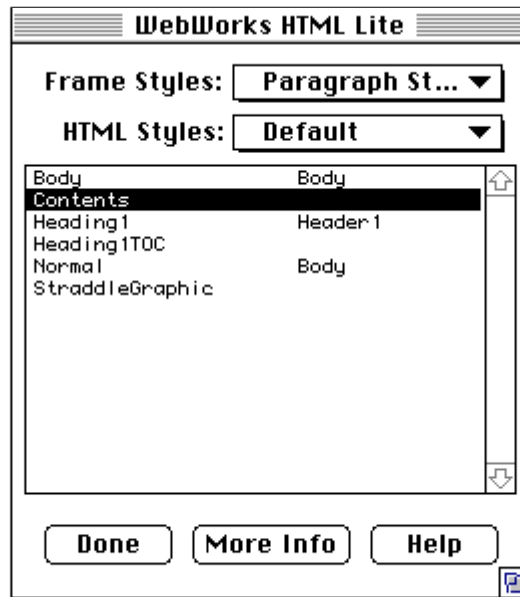 WebWorks HTML Lite
Frame Styles: Paragraph St...
HTML Styles: Default
Body Body
Contents
Heading1 Header1
Heading1TOC
Normal Body
StraddleGraphic
Done More Info Help